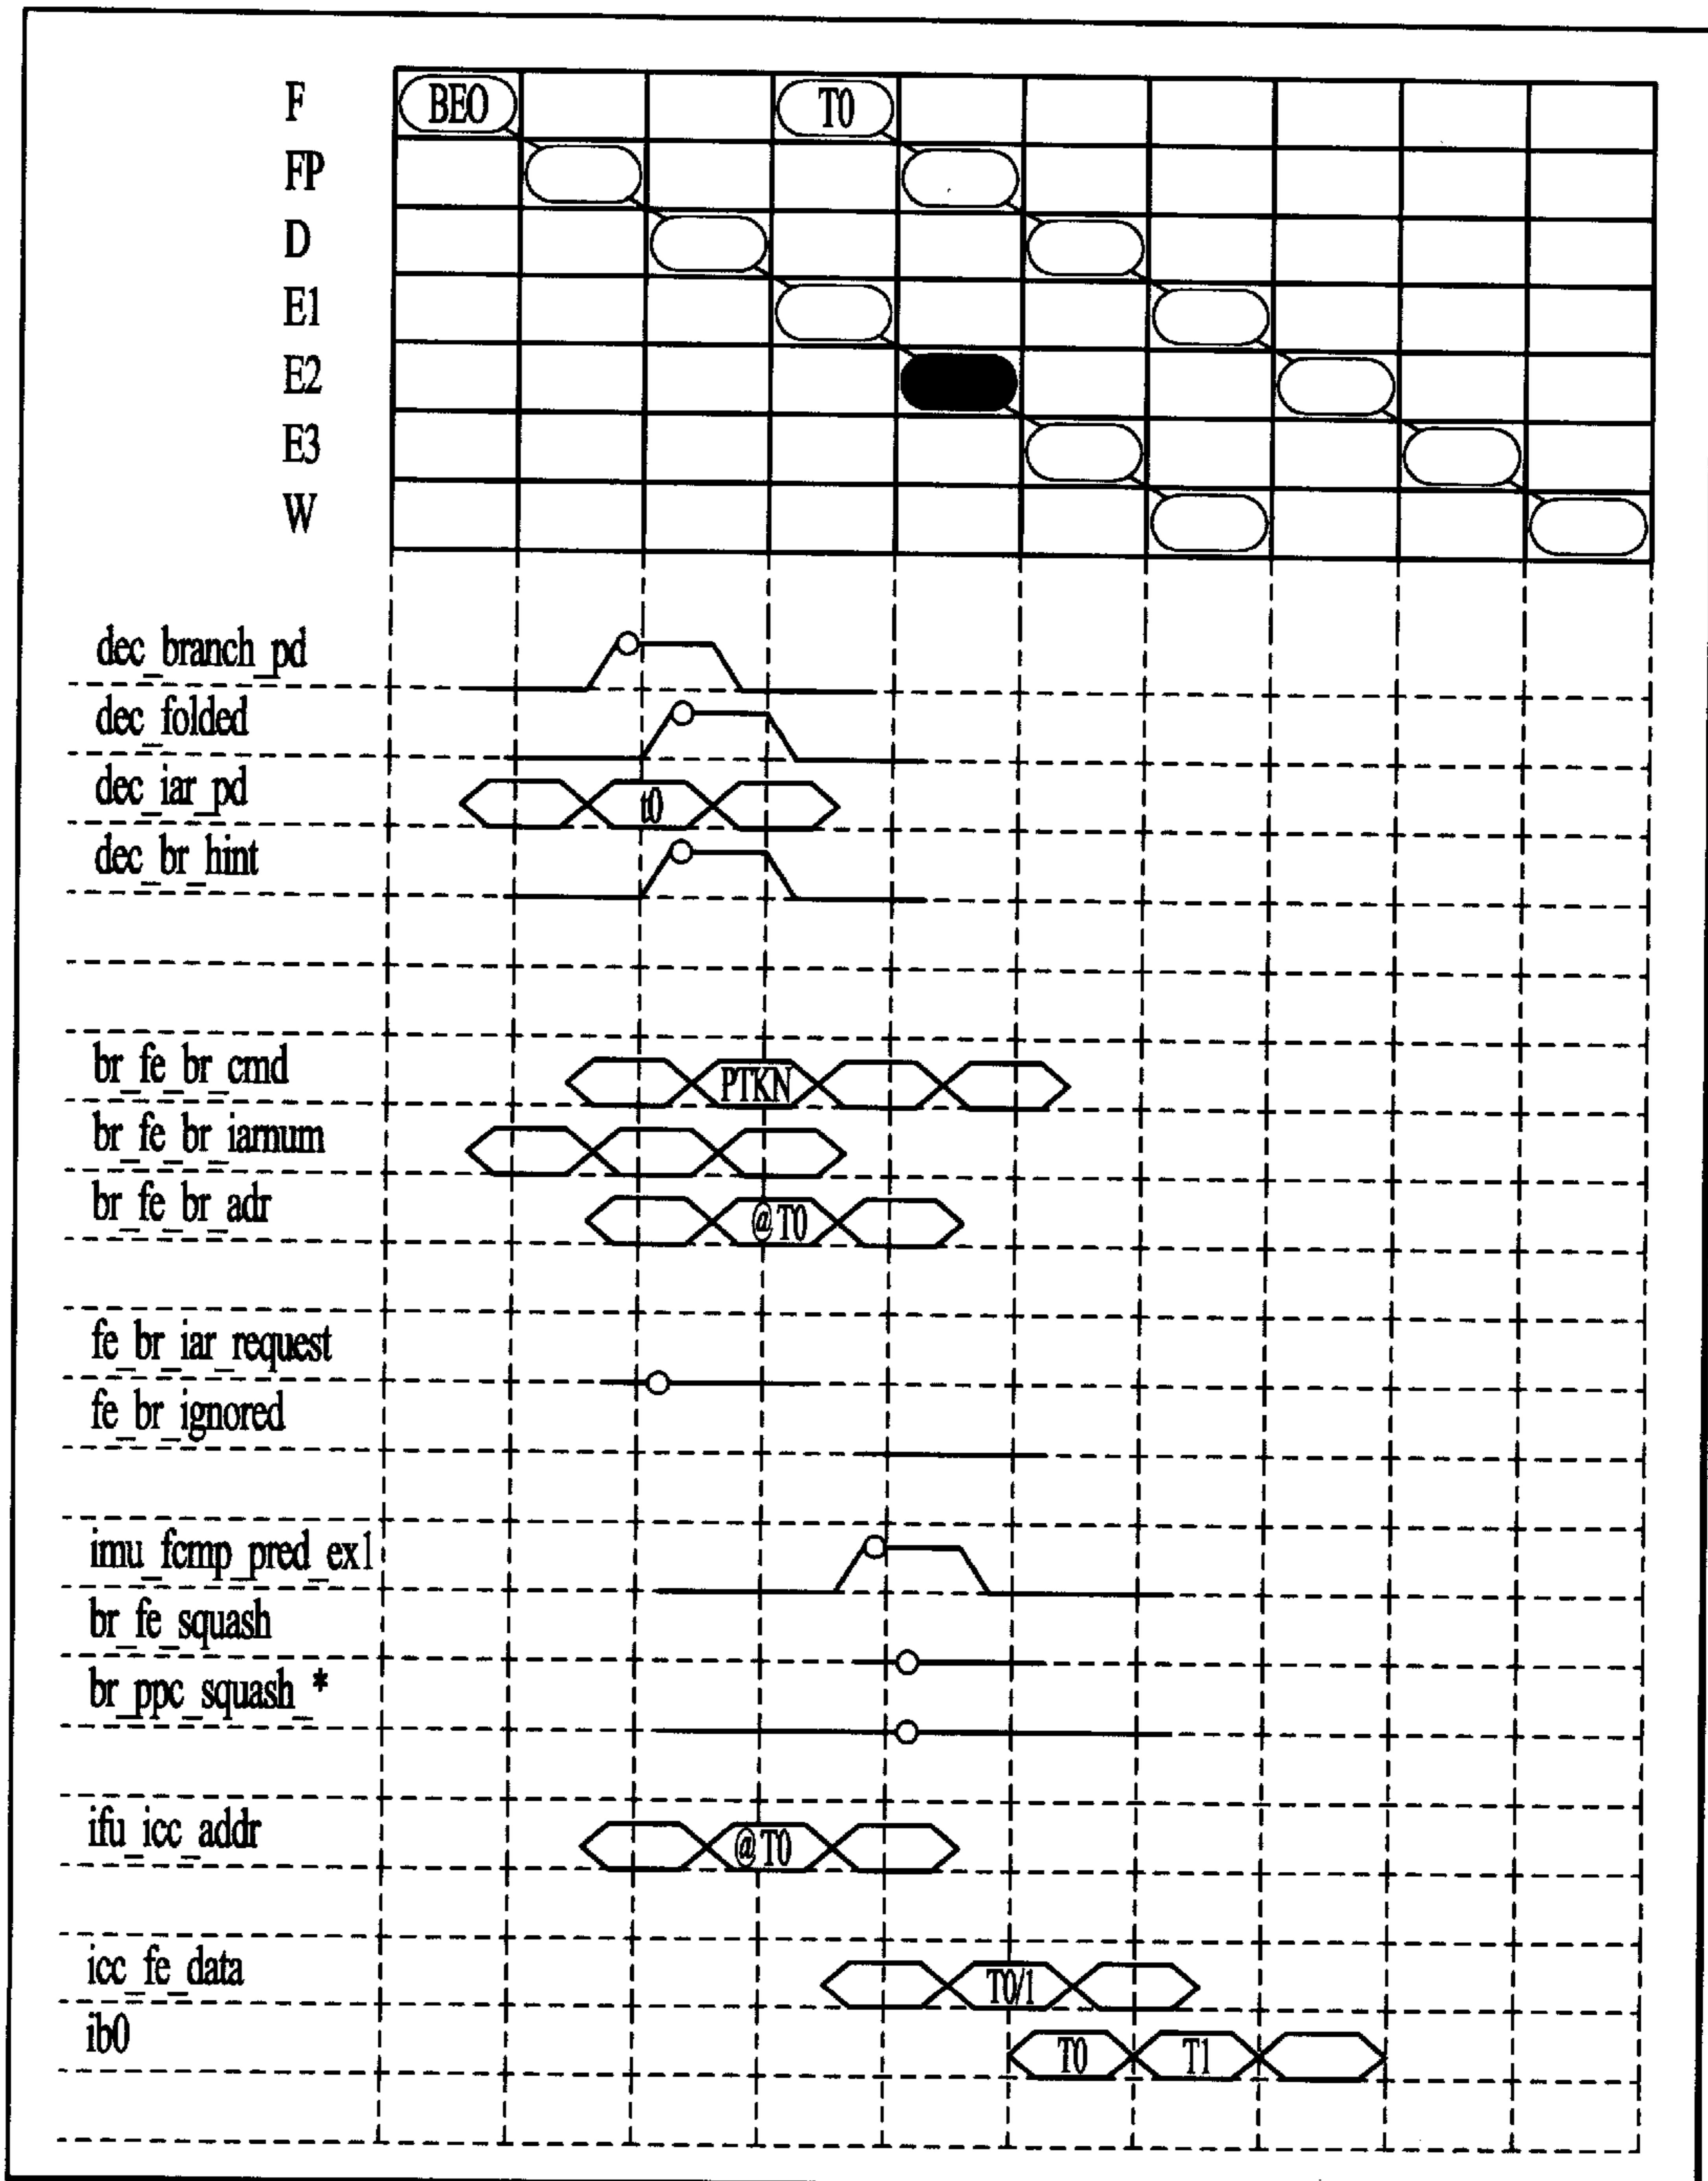 F BEO T0
FP
D
E1
E2
E3
W
dec_branch_pd
dec_folded
dec_iar_pd t0
dec_br_hint
br_fe_br_cmd PTKN
br_fe_br_iarnum
br_fe_br_adr @T0
fe_br_iar_request
fe_br_ignored
imu_fcmp_pred_ex1
br_fe_squash
br_ppc_squash_*
ifu_icc_addr @T0
icc_fe_data T0/1
ib0 T0 T1